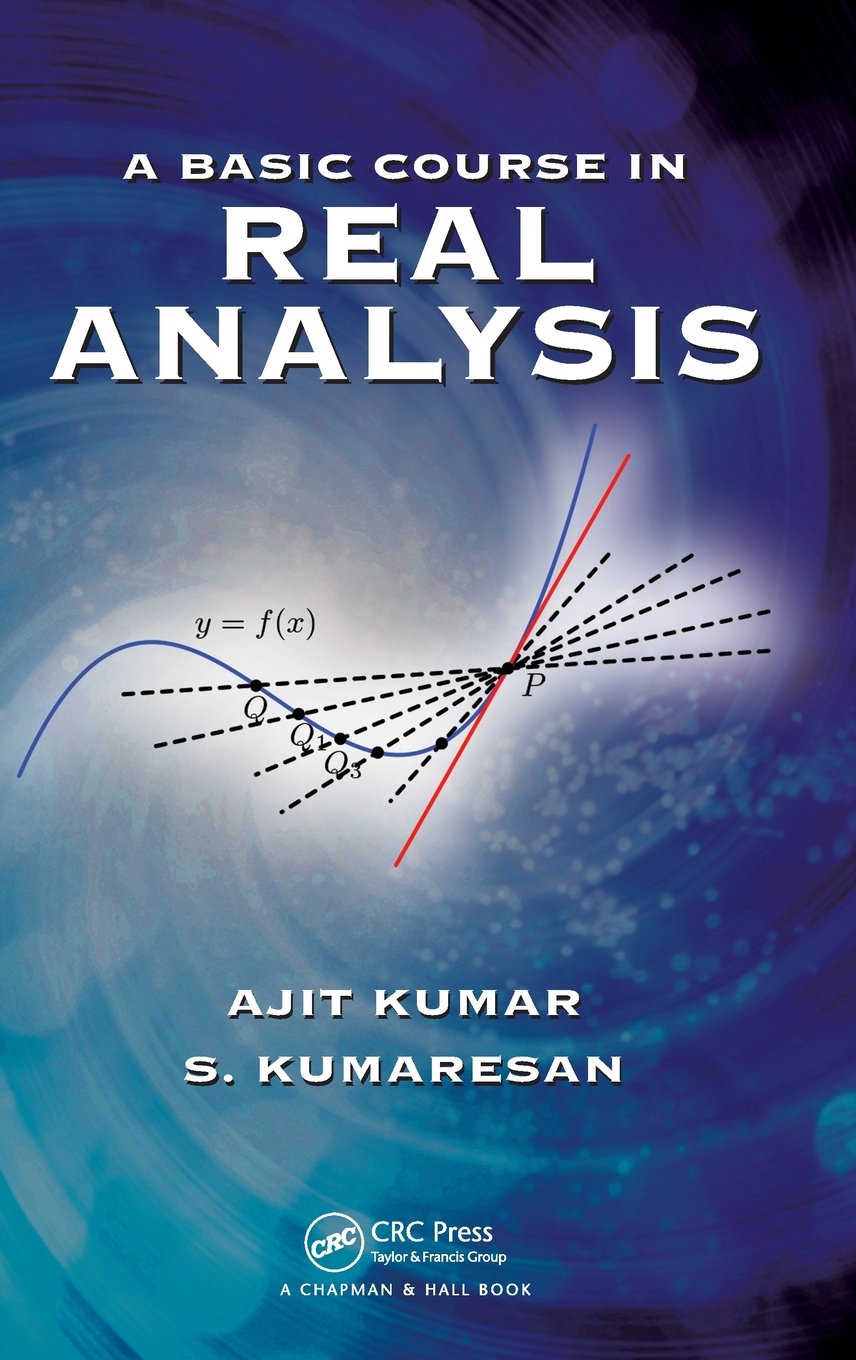 A BASIC COURSE IN
REAL
ANALYSIS
y = f(x)
P
Q
Q₁
Q₃
AJIT KUMAR
S. KUMARESAN
CRC CRC Press
Taylor & Francis Group
A CHAPMAN & HALL BOOK